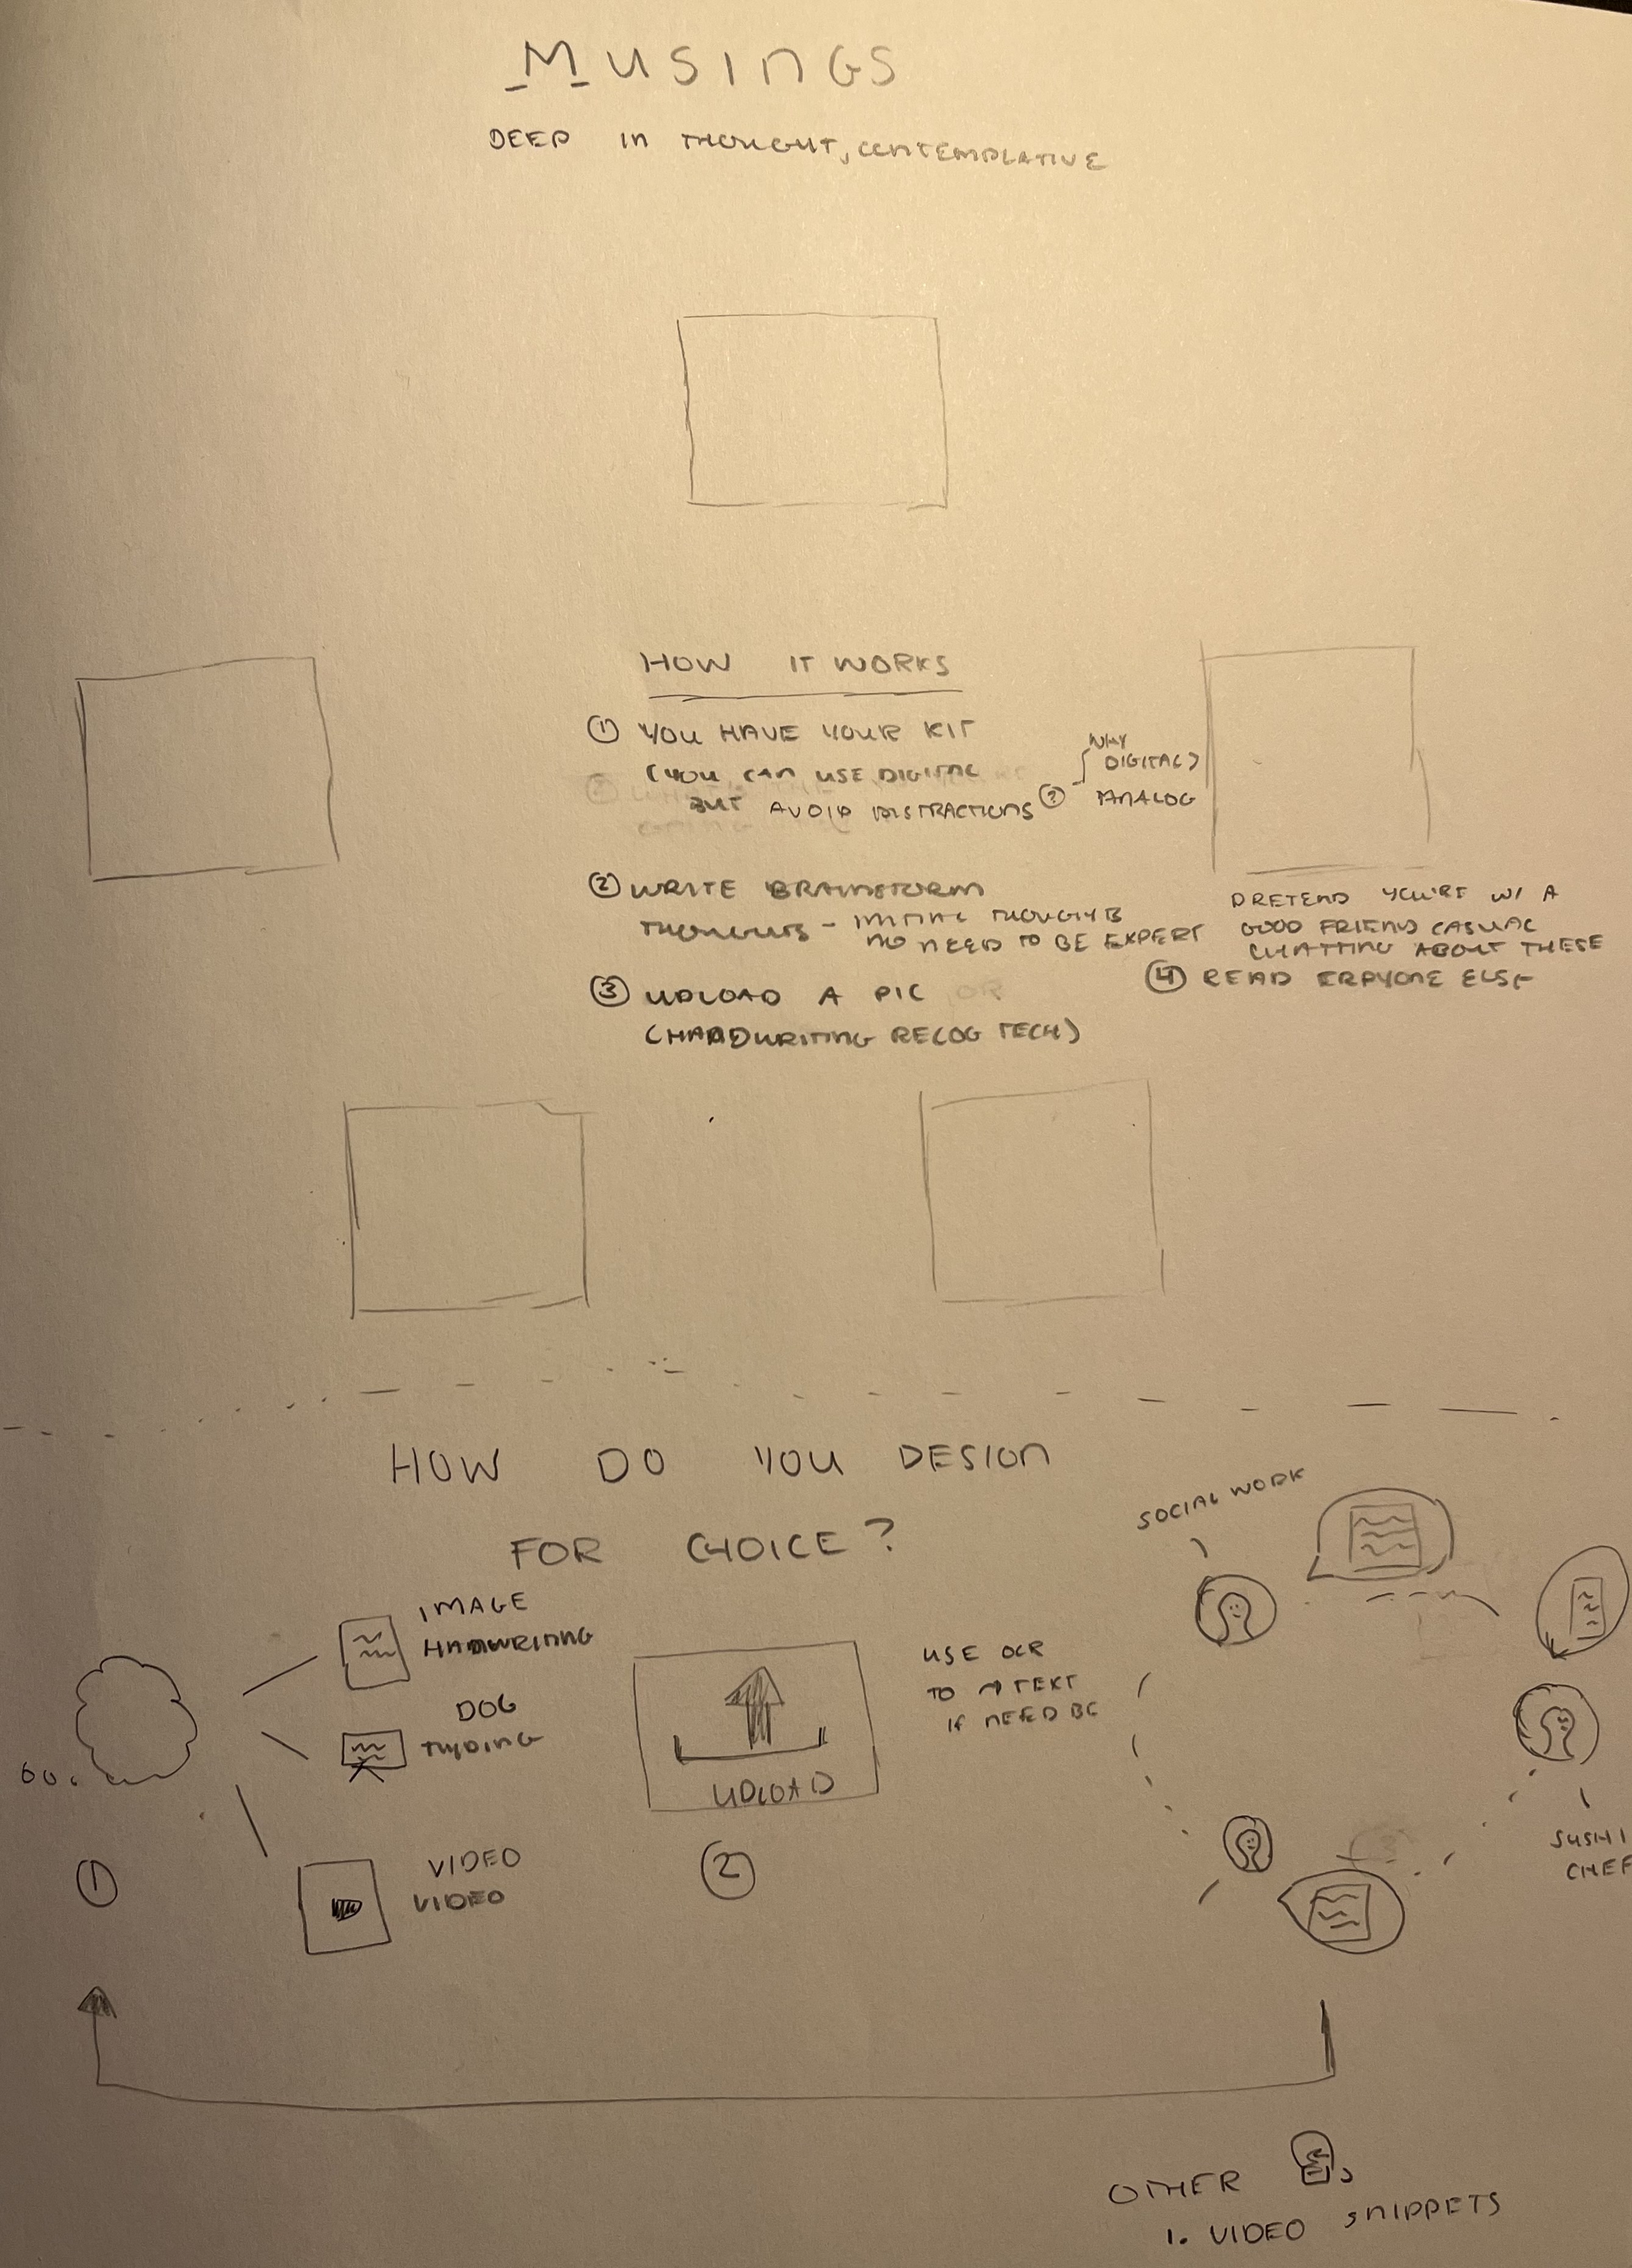 MUSINGS
DEEP IN THOUGHT, CONTEMPLATIVE
HOW IT WORKS
① YOU HAVE YOUR KIT
(YOU CAN USE DIGITAL
BUT AVOID DISTRACTIONS
? WHY
DIGITAL>
ANALOG
② WRITE BRAINSTORM
THOUGHTS - INITIAL THOUGHTS
NO NEED TO BE EXPERT
PRETEND YOU'RE W/ A
GOOD FRIEND CASUAL
CHATTING ABOUT THESE
③ UPLOAD A PIC OR
(HANDWRITING RECOG TECH)
④ READ ERRYONE ELSE
HOW DO YOU DESIGN
FOR CHOICE?
IMAGE
HANDWRITING
DOG
TYPING
VIDEO
VIDEO
①
UPLOAD
②
USE OCR
TO → TEXT
IF NEED BE
SOCIAL WORK
SUSHI
CHEF
OTHER
1. VIDEO SNIPPETS